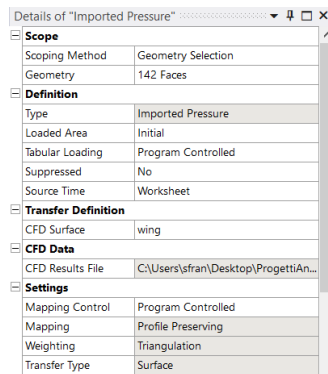 Details of "Imported Pressure"
Scope
Scoping Method Geometry Selection
Geometry 142 Faces
Definition
Type Imported Pressure
Loaded Area Initial
Tabular Loading Program Controlled
Suppressed No
Source Time Worksheet
Transfer Definition
CFD Surface wing
CFD Data
CFD Results File C:\Users\sfran\Desktop\ProgettiAn...
Settings
Mapping Control Program Controlled
Mapping Profile Preserving
Weighting Triangulation
Transfer Type Surface